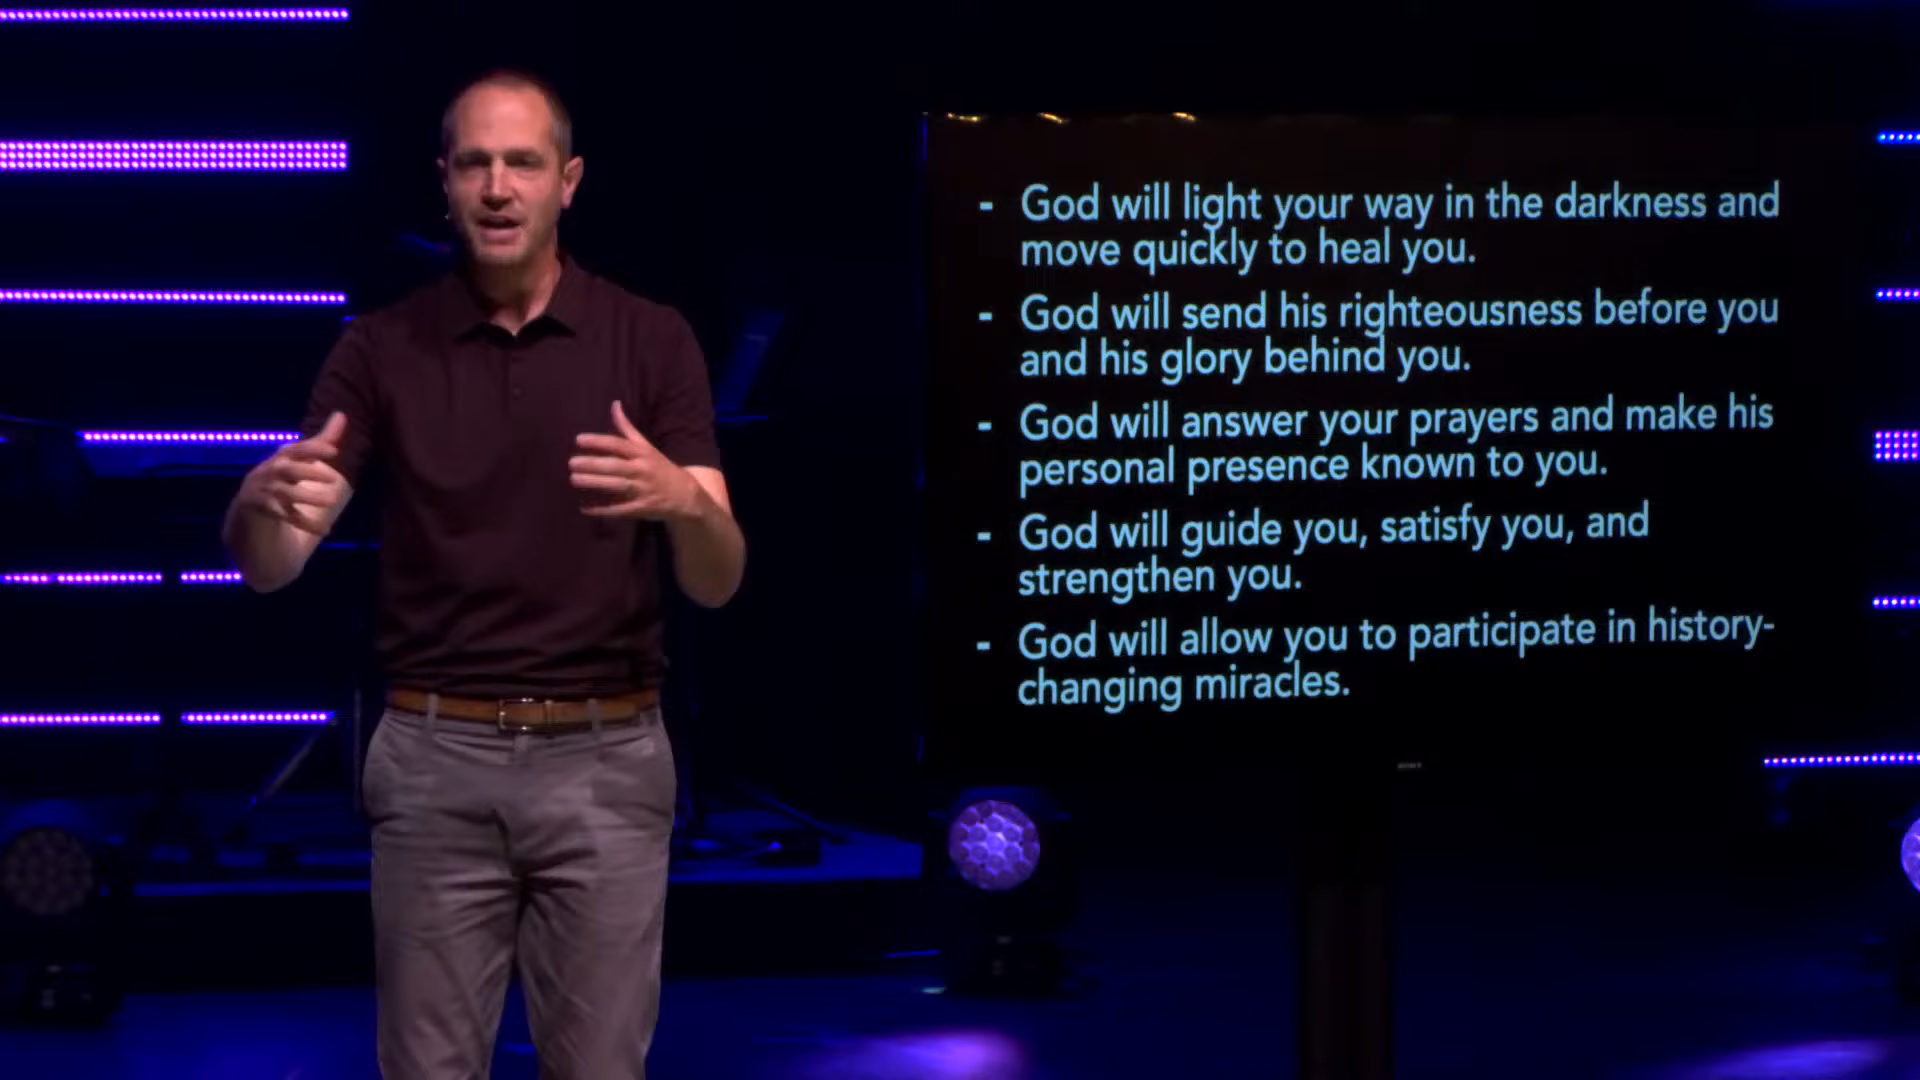 - God will light your way in the darkness and
move quickly to heal you.
- God will send his righteousness before you
and his glory behind you.
- God will answer your prayers and make his
personal presence known to you.
- God will guide you, satisfy you, and
strengthen you.
- God will allow you to participate in history-
changing miracles.